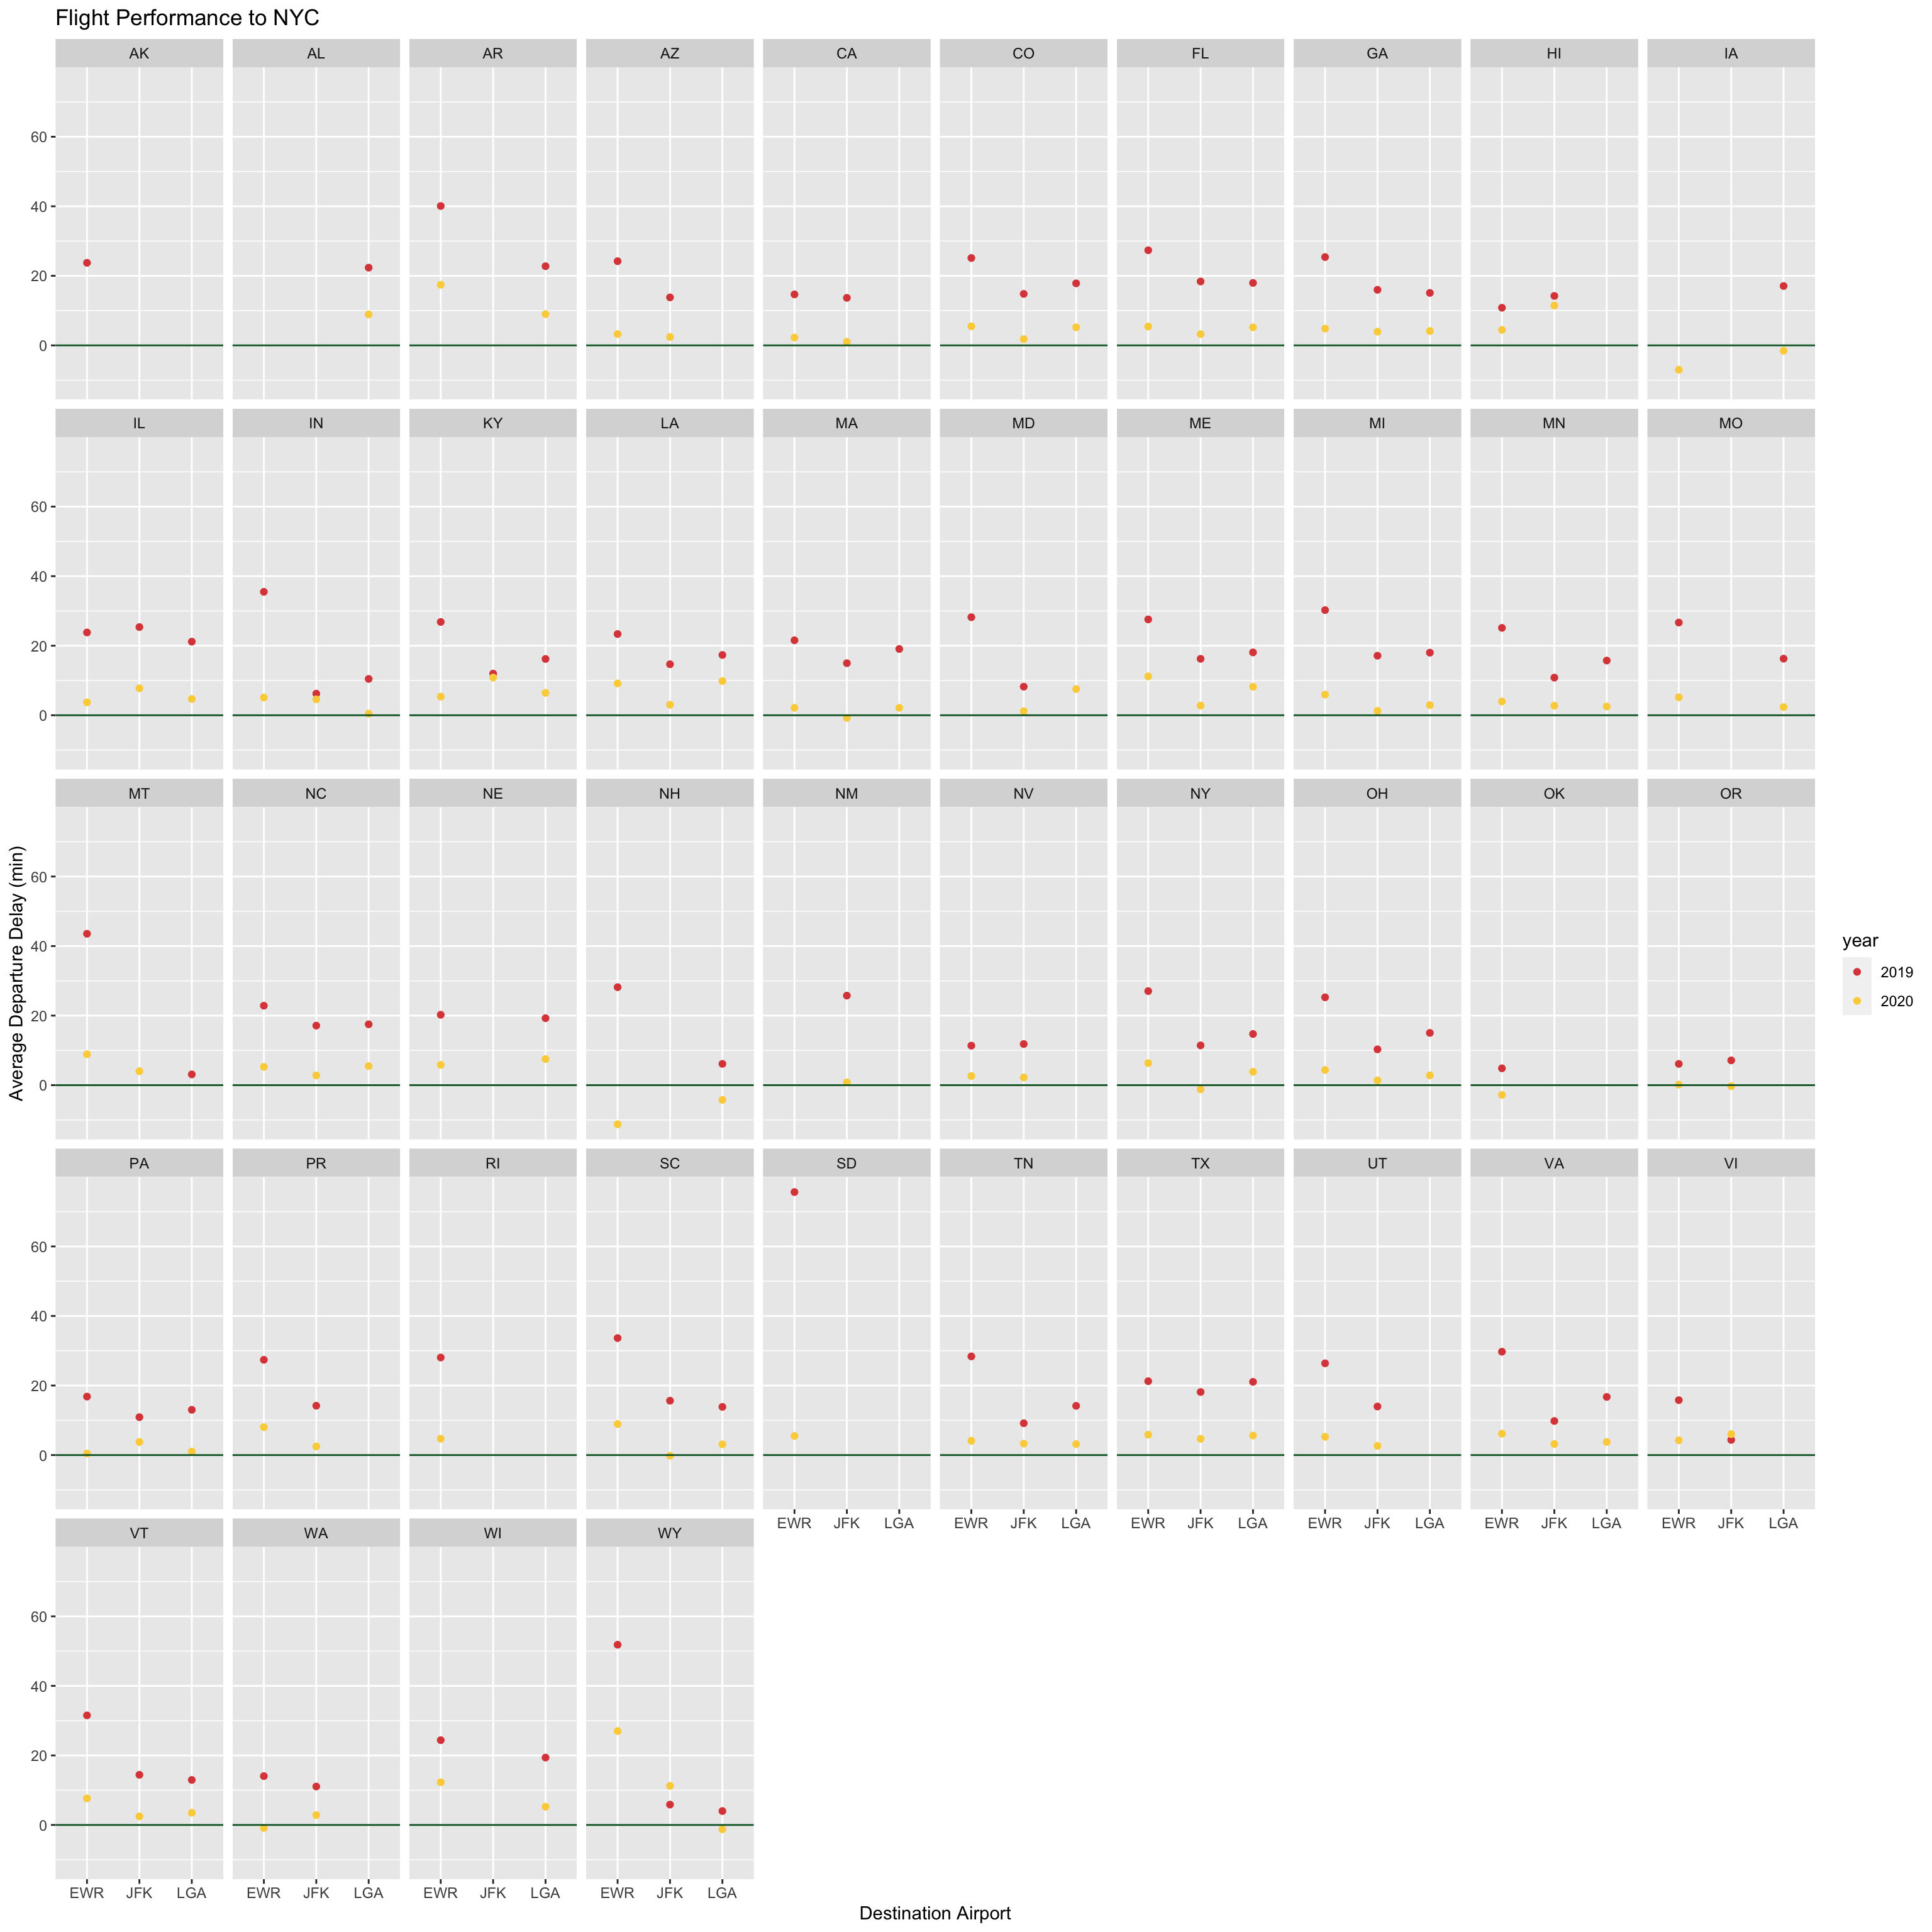 Flight Performance to NYC
AK AL AR AZ CA CO FL GA HI IA
60
40
20
0
IL IN KY LA MA MD ME MI MN MO
60
40
20
0
MT NC NE NH NM NV NY OH OK OR
60
40
20
0
PA PR RI SC SD TN TX UT VA VI
60
40
20
0
EWR JFK LGA EWR JFK LGA EWR JFK LGA EWR JFK LGA EWR JFK LGA EWR JFK LGA
VT WA WI WY
60
40
20
0
EWR JFK LGA EWR JFK LGA EWR JFK LGA EWR JFK LGA
Destination Airport
Average Departure Delay (min)
year
2019
2020